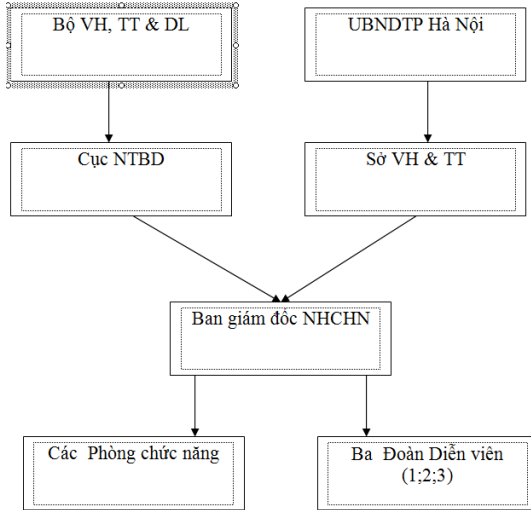 Bộ VH, TT & DL
UBNDTP Hà Nội
Cục NTBD
Sở VH & TT
Ban giám đốc NHCHN
Các Phòng chức năng
Ba Đoàn Diễn viên
(1;2;3)